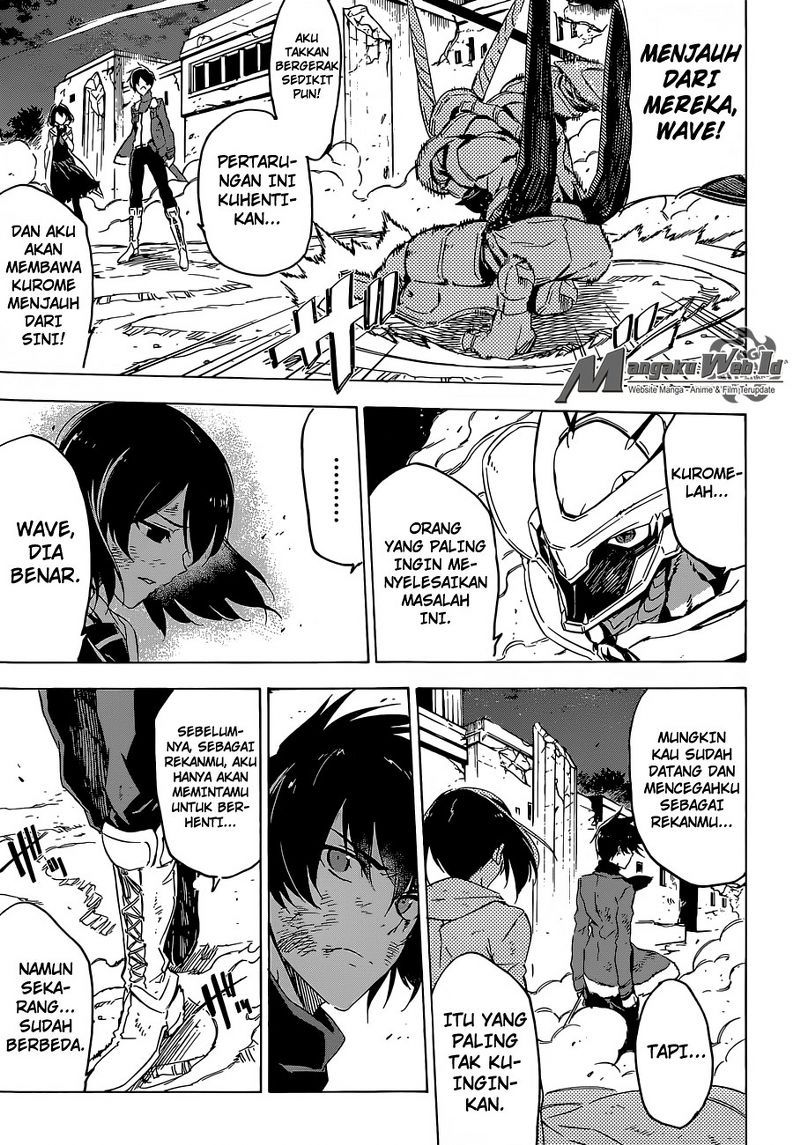 MENJAUH
DARI
MEREKA,
WAVE!
AKU
TAKKAN
BERGERAK
SEDIKIT
PUN!
PERTARU-
NGAN INI
KUHENTI-
KAN...
DAN AKU
AKAN
MEMBAWA
KUROME
MENJAUH
DARI
SINI!
Mangaku Web.Id
Website Manga - Anime & Film Terupdate
KUROME-
LAH...
ORANG
YANG PALING
INGIN ME-
NYELESAIKAN
MASALAH
INI.
WAVE,
DIA
BENAR.
MUNGKIN
KAU SUDAH
DATANG DAN
MENCEGAHKU
SEBAGAI
REKANMU...
TAPI...
ITU YANG
PALING
TAK KU-
INGIN-
KAN.
SEBELUM-
NYA, SEBAGAI
REKANMU, AKU
HANYA AKAN
MEMINTAMU
UNTUK BER-
HENTI...
NAMUN
SEKA-
RANG...
SUDAH
BERBEDA.